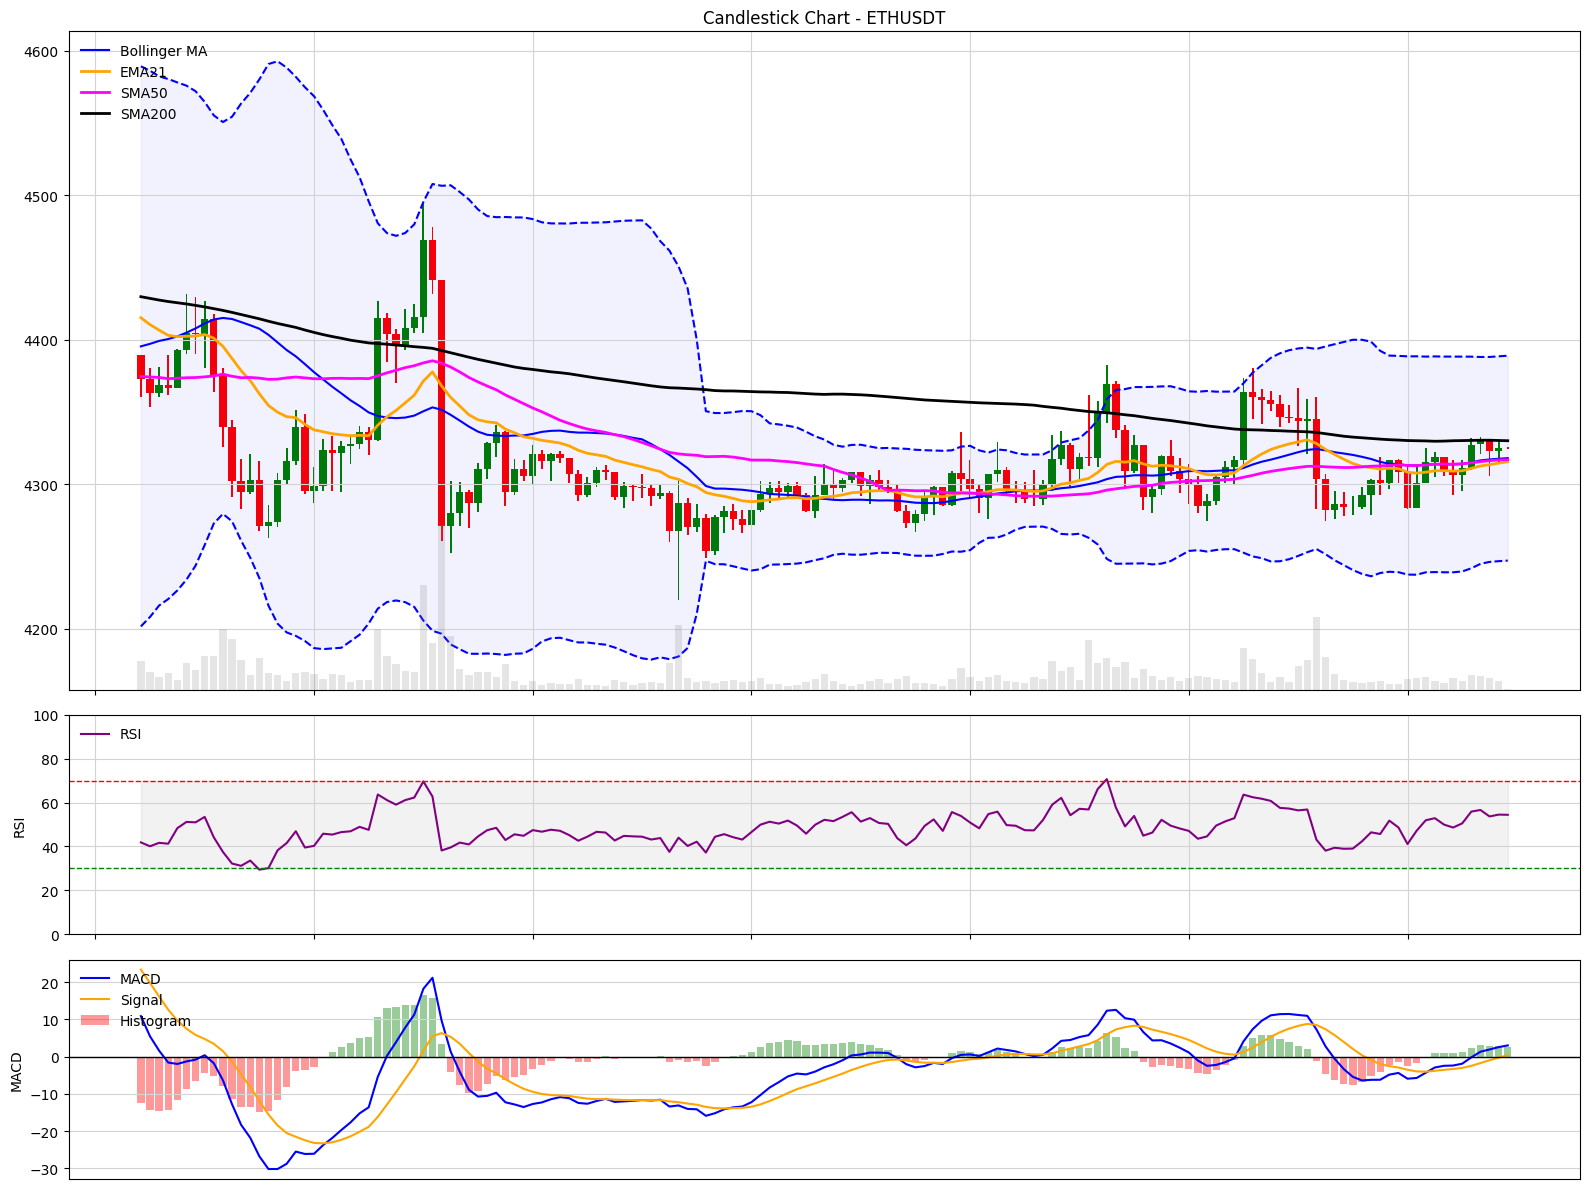 Candlestick Chart - ETHUSDT
Bollinger MA
EMA21
SMA50
SMA200
4600
4500
4400
4300
4200
RSI
RSI
100
80
60
40
20
0
MACD
Signal
Histogram
MACD
20
10
0
−10
−20
−30